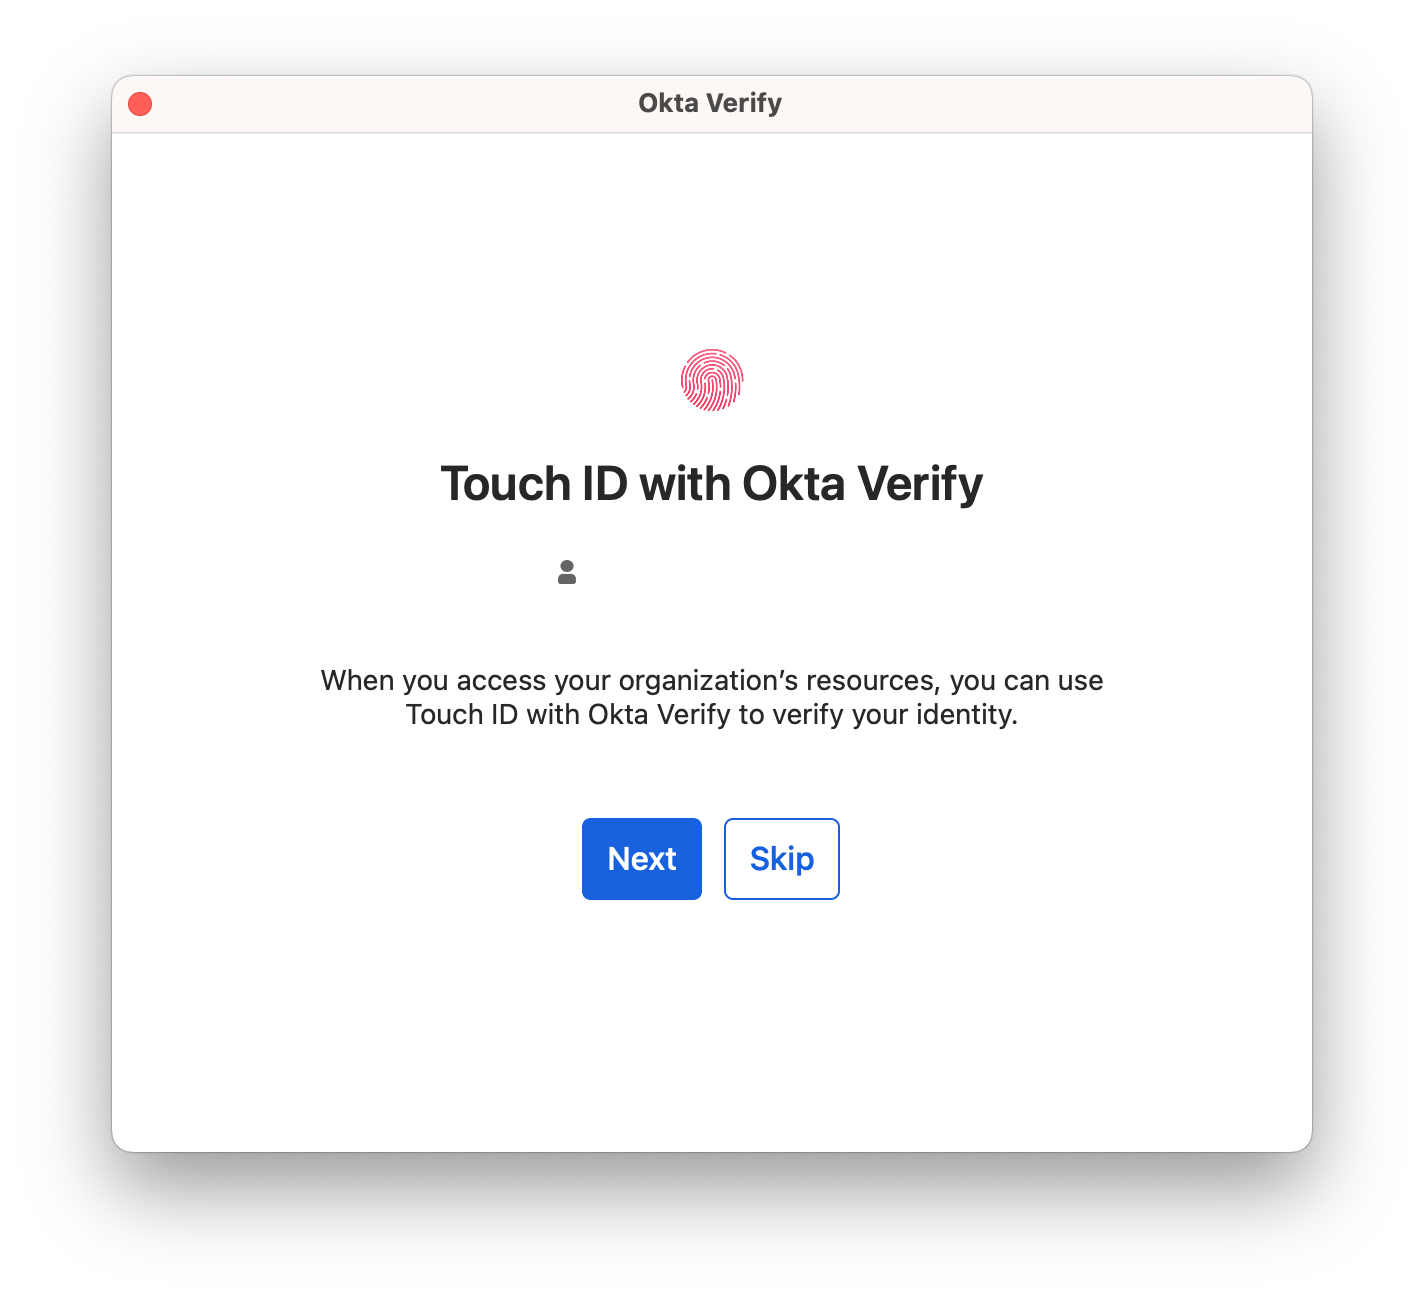 Okta Verify
Touch ID with Okta Verify
When you access your organization’s resources, you can use
Touch ID with Okta Verify to verify your identity.
Next
Skip